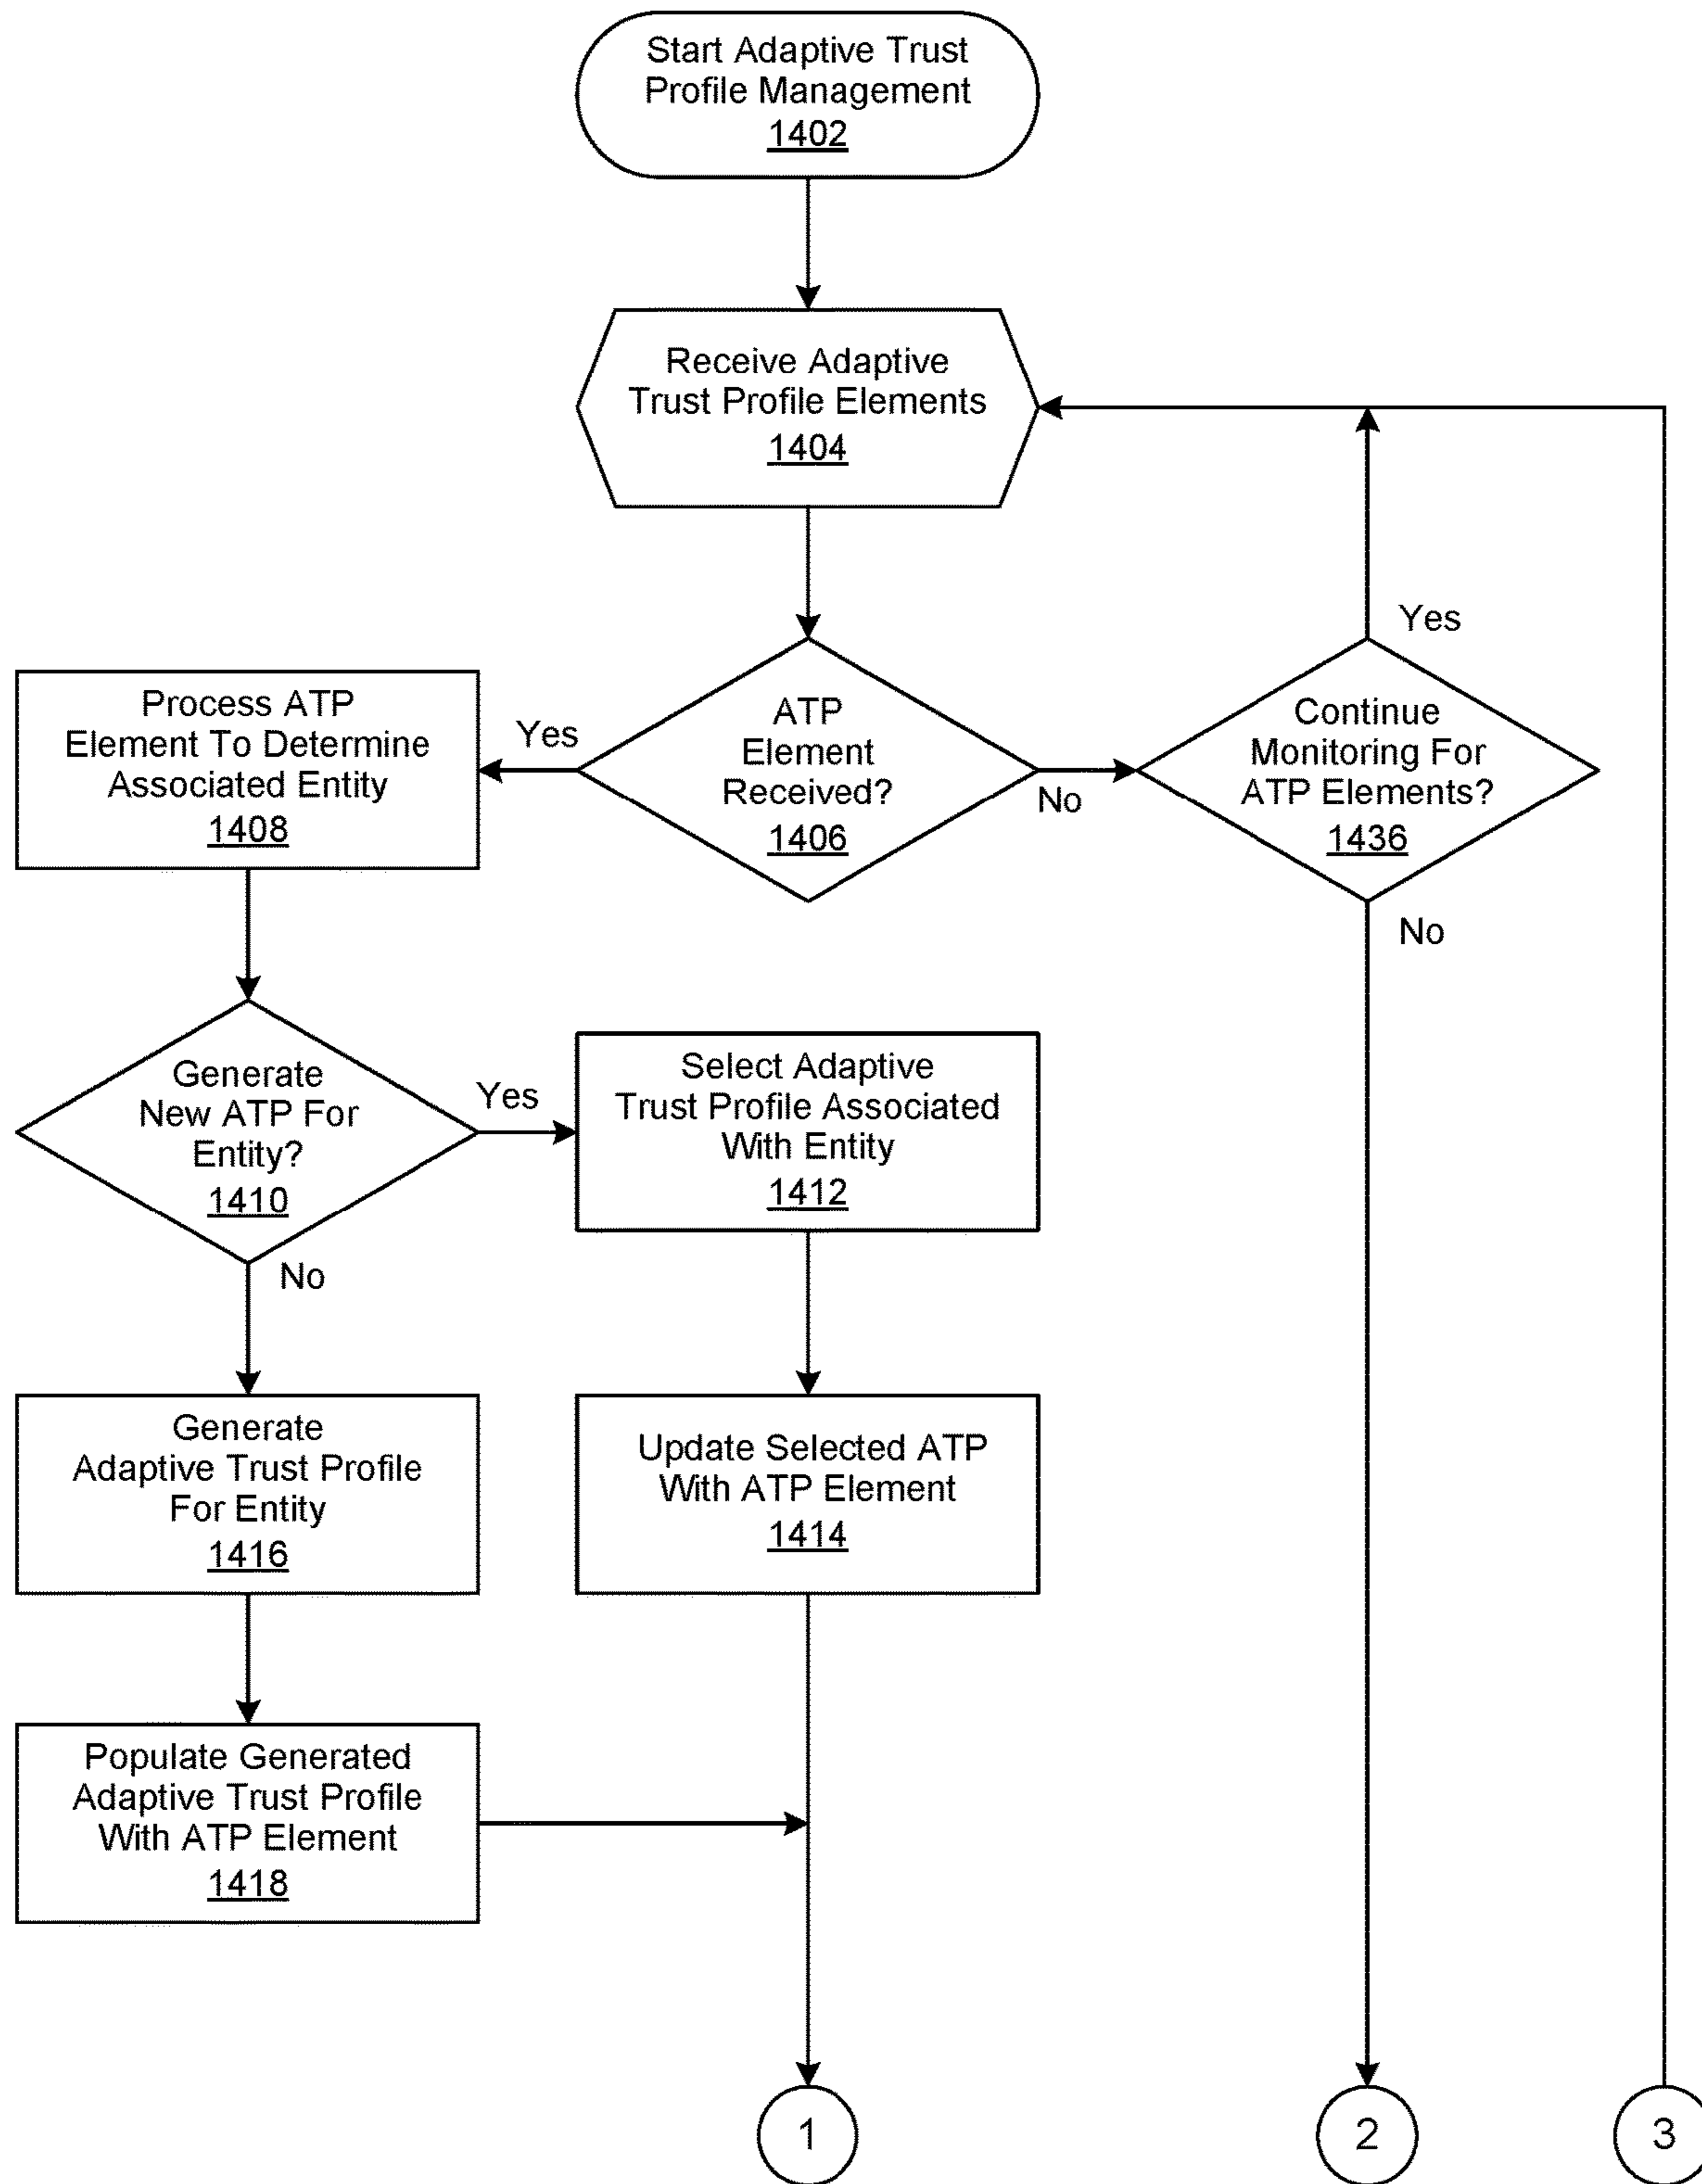 Start Adaptive Trust
Profile Management
1402
Receive Adaptive
Trust Profile Elements
1404
Yes
Process ATP
Element To Determine
Associated Entity
1408
Yes
ATP
Element
Received?
1406
No
Continue
Monitoring For
ATP Elements?
1436
No
Generate
New ATP For
Entity?
1410
Yes
No
Select Adaptive
Trust Profile Associated
With Entity
1412
Generate
Adaptive Trust Profile
For Entity
1416
Update Selected ATP
With ATP Element
1414
Populate Generated
Adaptive Trust Profile
With ATP Element
1418
1
2
3